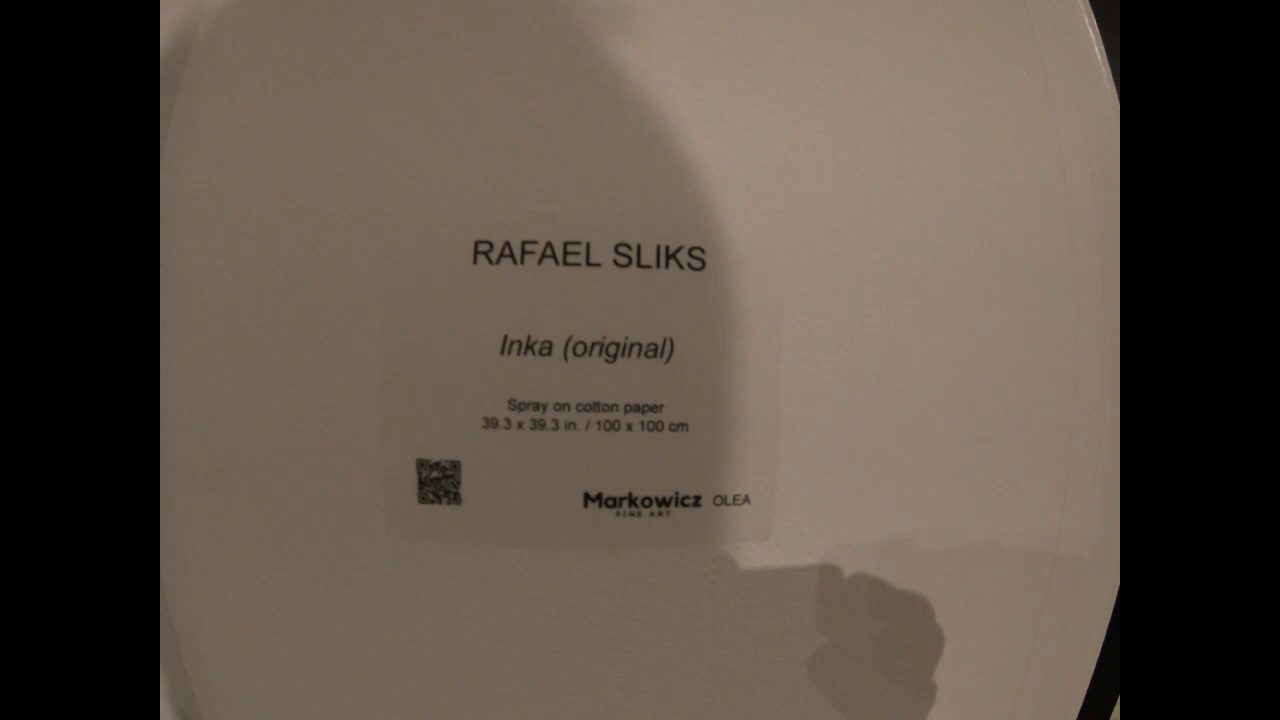 RAFAEL SLIKS
Inka (original)
Spray on cotton paper
39.3 x 39.3 in. / 100 x 100 cm
Markowicz OLEA
FINE ART